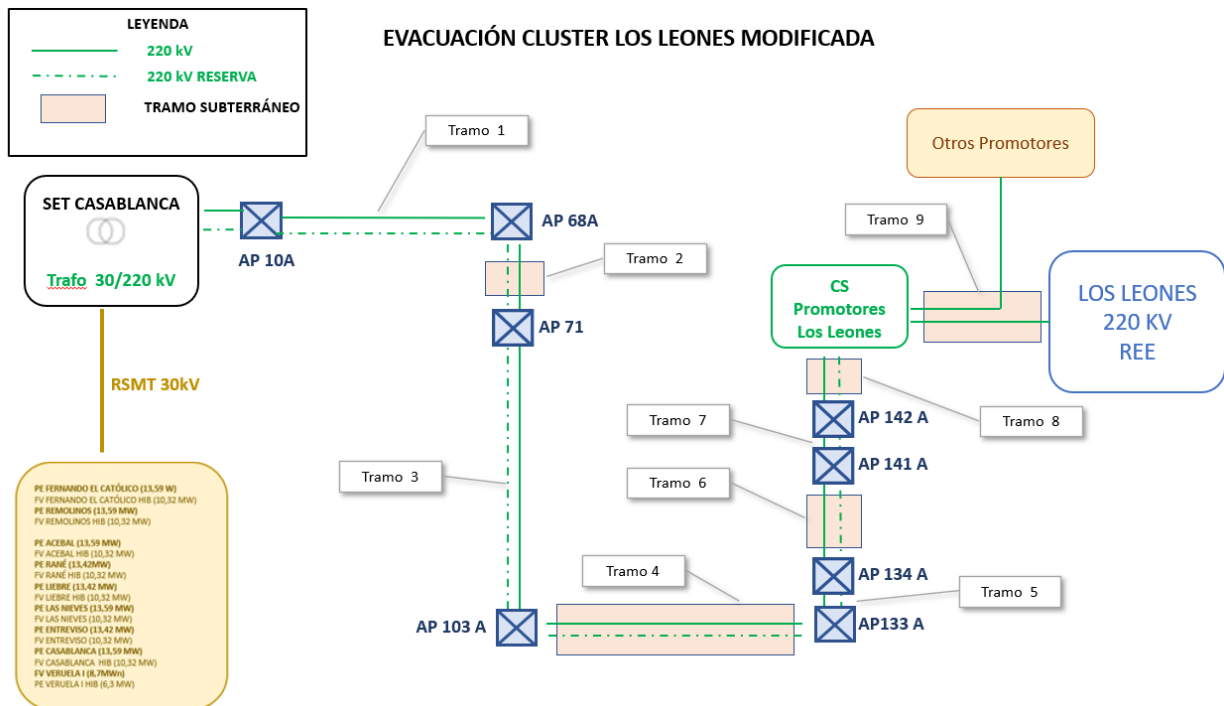 LEYENDA
220 kV
220 kV RESERVA
TRAMO SUBTERRÁNEO
EVACUACIÓN CLUSTER LOS LEONES MODIFICADA
Tramo 1
Otros Promotores
SET CASABLANCA
Trafo 30/220 kV
AP 10A
AP 68A
Tramo 2
AP 71
Tramo 9
CS
Promotores
Los Leones
LOS LEONES
220 KV
REE
RSMT 30kV
Tramo 7
AP 142 A
Tramo 8
AP 141 A
Tramo 3
Tramo 6
Tramo 4
AP 134 A
Tramo 5
AP 103 A
AP133 A
PE FERNANDO EL CATÓLICO (13,59 W)
FV FERNANDO EL CATÓLICO HIB (10,32 MW)
PE REMOLINOS (13,59 MW)
FV REMOLINOS HIB (10,32 MW)
PE ACEBAL (13,59 MW)
FV ACEBAL HIB (10,32 MW)
PE RANÉ (13,42MW)
FV RANÉ HIB (10,32 MW)
PE LIEBRE (13,42 MW)
FV LIEBRE HIB (10,32 MW)
PE LAS NIEVES (13,59 MW)
FV LAS NIEVES (10,32 MW)
PE ENTREVISO (13,42 MW)
FV ENTREVISO (10,32 MW)
PE CASABLANCA (13,59 MW)
FV CASABLANCA HIB (10,32 MW)
FV VERUELA I (8,7MWn)
PE VERUELA I HIB (6,3 MW)